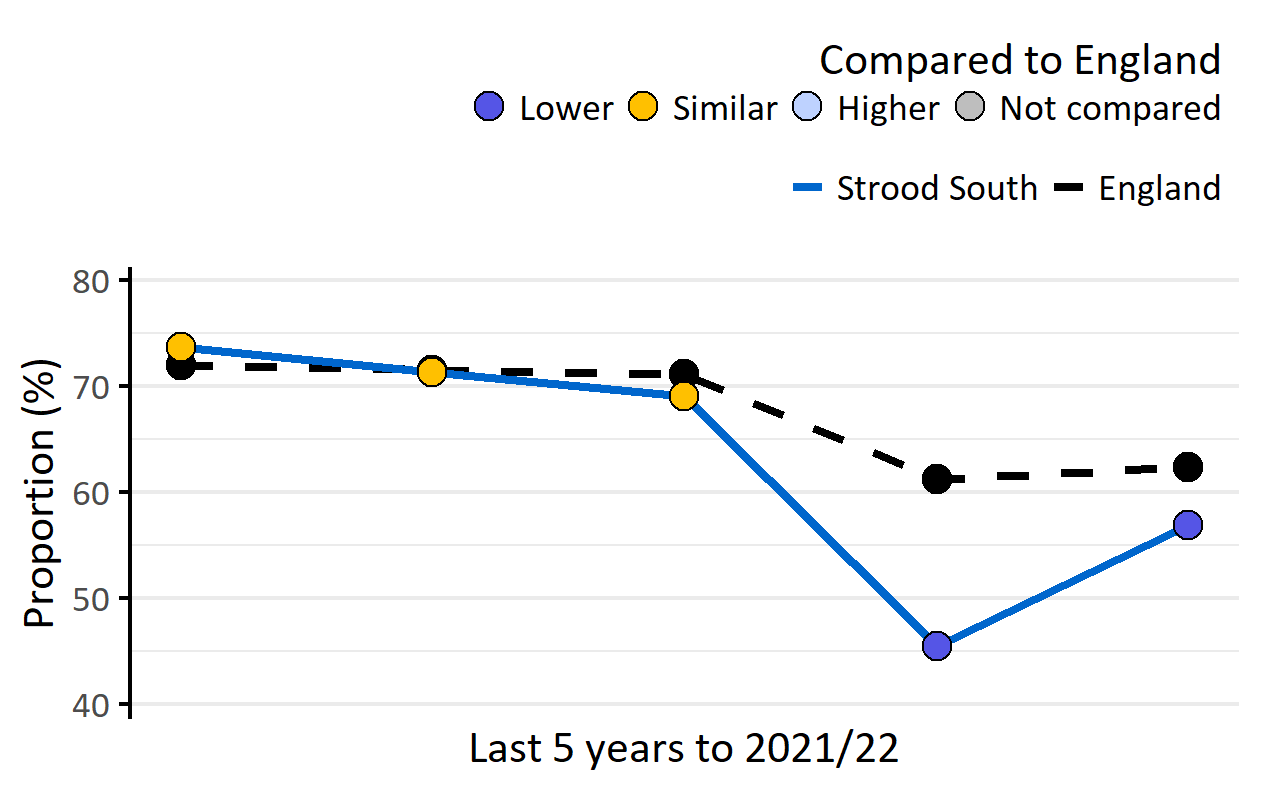 Compared to England
Lower Similar Higher Not compared
Strood South England
80
70
60
50
40
Proportion (%)
Last 5 years to 2021/22